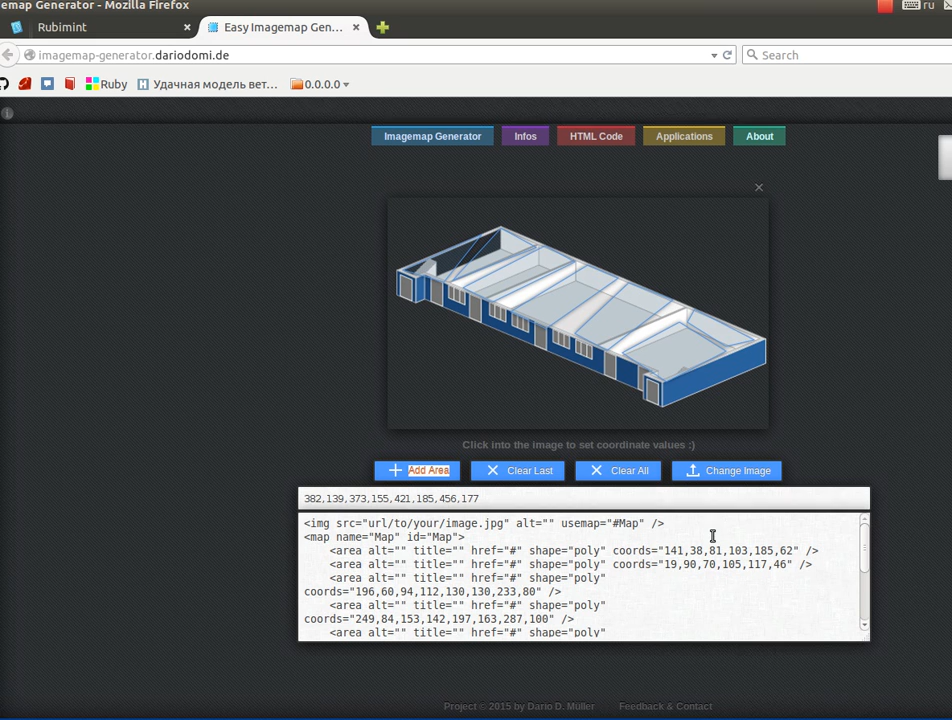 emap Generator - Mozilla Firefox
ru
Rubimint
Easy Imagemap Gen...
imagemap-generator.dariodomi.de
Search
Ruby
Удачная модель вет...
0.0.0.0
Imagemap Generator
Infos
HTML Code
Applications
About
Click into the image to set coordinate values :)
Add Area
Clear Last
Clear All
Change Image
382,139,373,155,421,185,456,177
<img src="url/to/your/image.jpg" alt="" usemap="#Map" />
<map name="Map" id="Map">
<area alt="" title="" href="#" shape="poly" coords="141,38,81,103,185,62" />
<area alt="" title="" href="#" shape="poly" coords="19,90,70,105,117,46" />
<area alt="" title="" href="#" shape="poly"
coords="196,60,94,112,130,130,233,80" />
<area alt="" title="" href="#" shape="poly"
coords="249,84,153,142,197,163,287,100" />
<area alt="" title="" href="#" shape="poly"
Project © 2015 by Dario D. Müller
Feedback & Contact